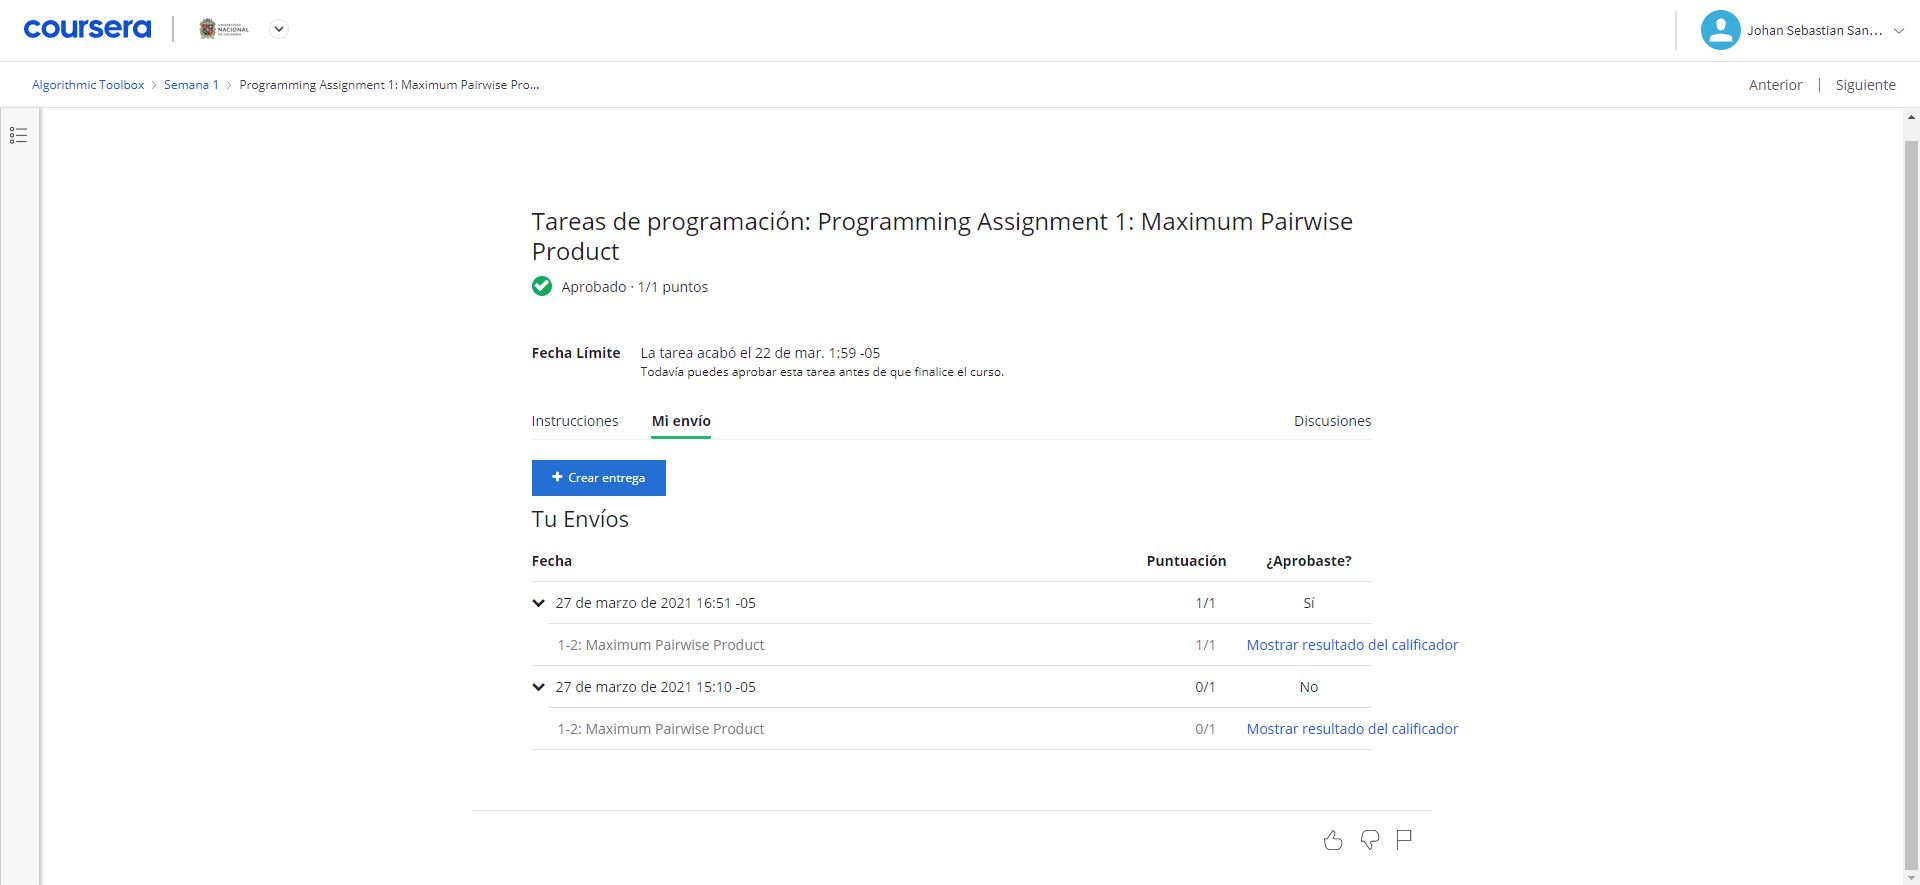 coursera
UNIVERSIDAD
NACIONAL
DE COLOMBIA
Johan Sebastian San...
Algorithmic Toolbox > Semana 1 > Programming Assignment 1: Maximum Pairwise Pro...
Anterior | Siguiente
Tareas de programación: Programming Assignment 1: Maximum Pairwise
Product
Aprobado · 1/1 puntos
Fecha Límite La tarea acabó el 22 de mar. 1:59 -05
Todavía puedes aprobar esta tarea antes de que finalice el curso.
Instrucciones Mi envío Discusiones
+ Crear entrega
Tu Envíos
Fecha Puntuación ¿Aprobaste?
27 de marzo de 2021 16:51 -05 1/1 Sí
1-2: Maximum Pairwise Product 1/1 Mostrar resultado del calificador
27 de marzo de 2021 15:10 -05 0/1 No
1-2: Maximum Pairwise Product 0/1 Mostrar resultado del calificador